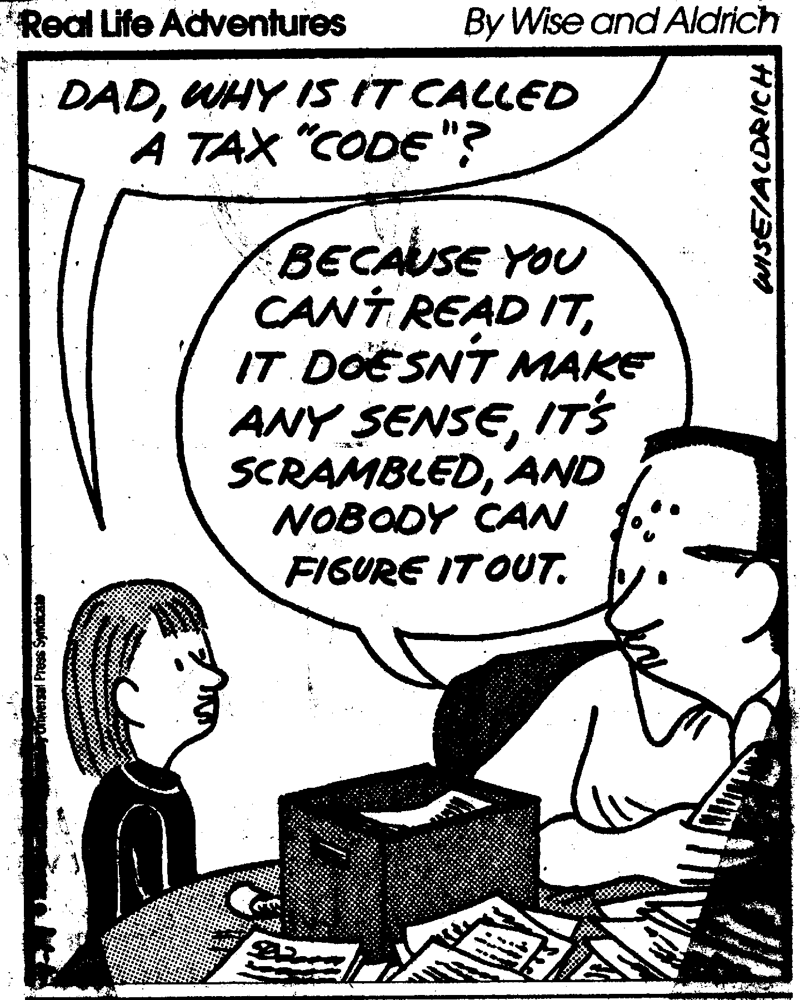 Real Life Adventures
By Wise and Aldrich
DAD, WHY IS IT CALLED
A TAX "CODE"?
BECAUSE YOU
CAN'T READ IT,
IT DOESN'T MAKE
ANY SENSE, IT'S
SCRAMBLED, AND
NOBODY CAN
FIGURE IT OUT.
WISE/ALDRICH
Universal Press Syndicate